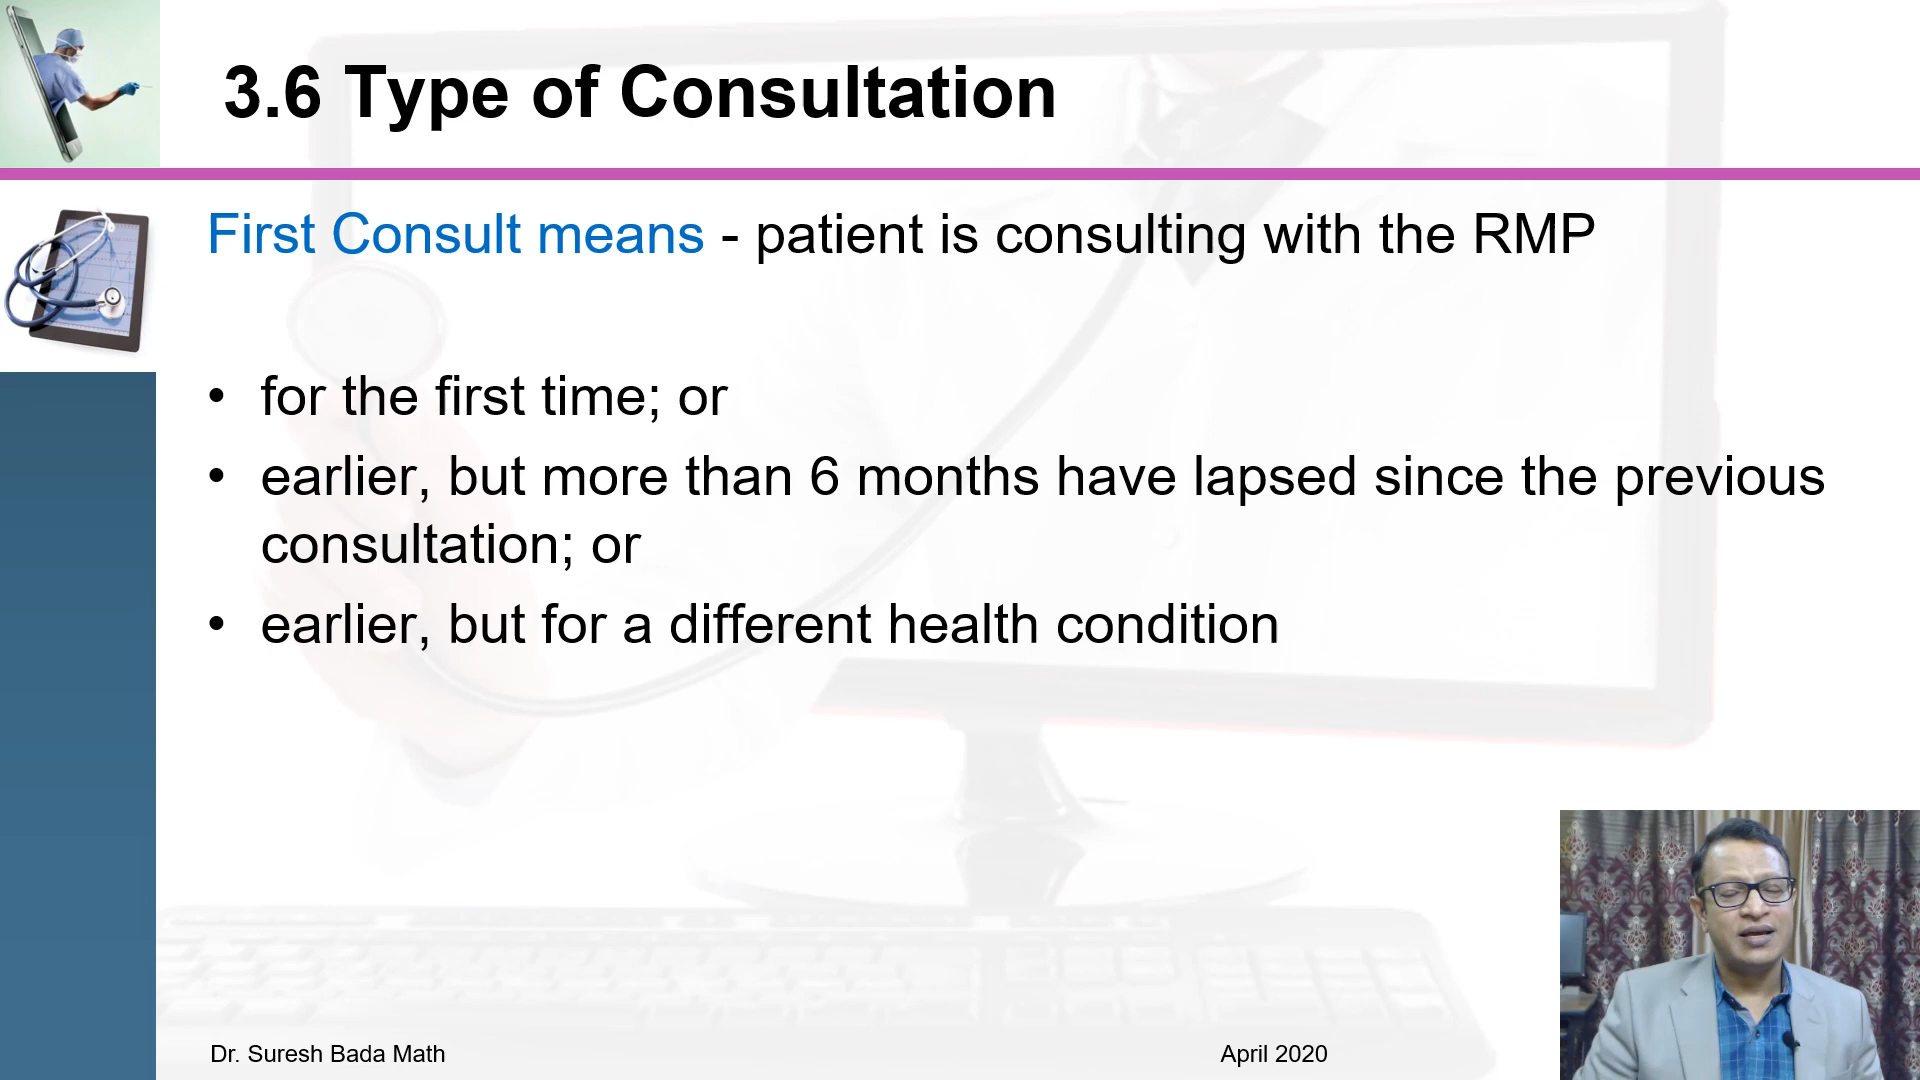 3.6 Type of Consultation
First Consult means - patient is consulting with the RMP
• for the first time; or
• earlier, but more than 6 months have lapsed since the previous
consultation; or
• earlier, but for a different health condition
Dr. Suresh Bada Math
April 2020